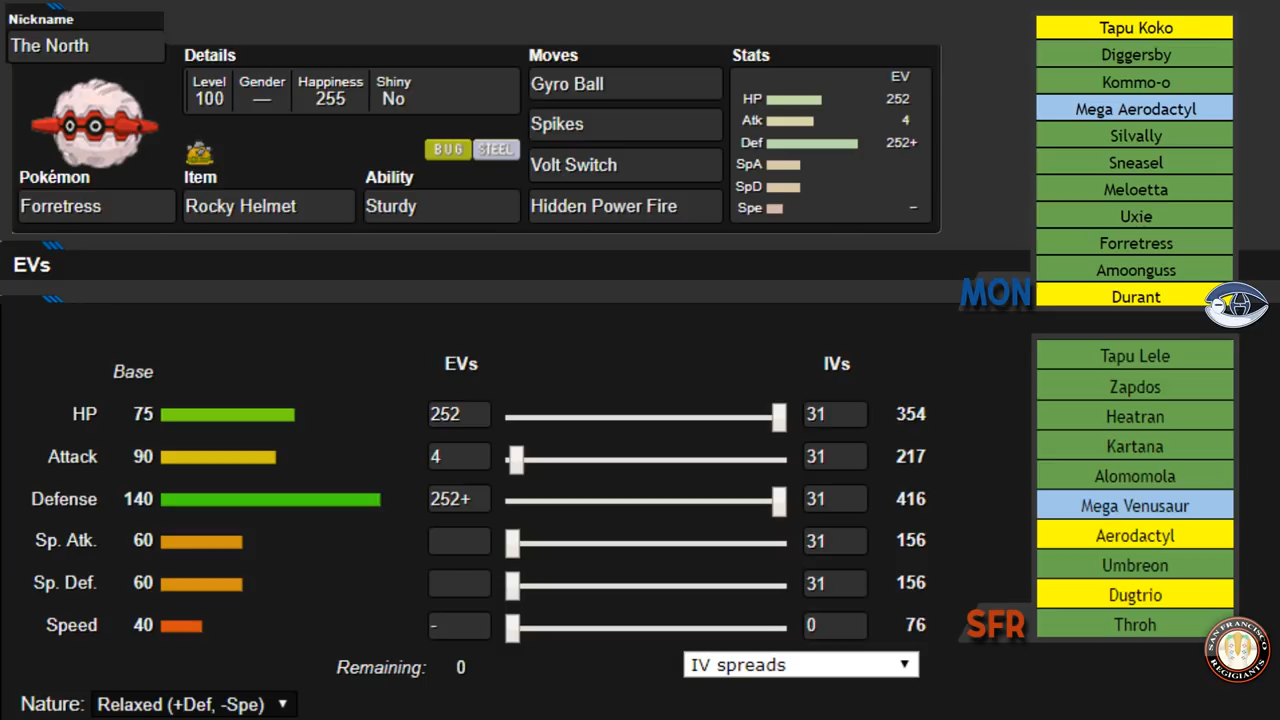 Nickname
The North
Details
Level
100
Gender
—
Happiness
255
Shiny
No
BUG
STEEL
Pokémon
Forretress
Item
Rocky Helmet
Ability
Sturdy
Moves
Gyro Ball
Spikes
Volt Switch
Hidden Power Fire
Stats
EV
HP 252
Atk 4
Def 252+
SpA
SpD
Spe –
EVs
Base EVs IVs
HP 75 252 31 354
Attack 90 4 31 217
Defense 140 252+ 31 416
Sp. Atk. 60 31 156
Sp. Def. 60 31 156
Speed 40 - 0 76
Remaining: 0
IV spreads
Nature: Relaxed (+Def, -Spe)
Tapu Koko
Diggersby
Kommo-o
Mega Aerodactyl
Silvally
Sneasel
Meloetta
Uxie
Forretress
Amoonguss
Durant
MON
Tapu Lele
Zapdos
Heatran
Kartana
Alomomola
Mega Venusaur
Aerodactyl
Umbreon
Dugtrio
Throh
SFR
SAN FRANCISCO
REGIGIANTS